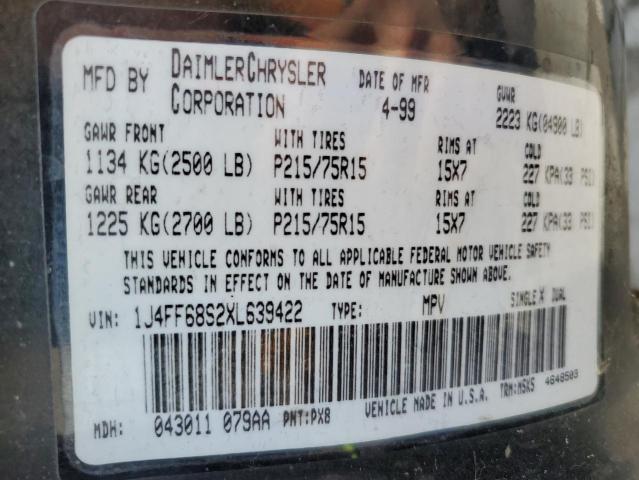 MFD BY DAIMLERCHRYSLER CORPORATION DATE OF MFR 4-99 GVWR 2223 KG(04900 LB)
GAWR FRONT WITH TIRES RIMS AT COLD
1134 KG(2500 LB) P215/75R15 15X7 227 KPA(33 PSI)
GAWR REAR WITH TIRES RIMS AT COLD
1225 KG(2700 LB) P215/75R15 15X7 227 KPA(33 PSI)
THIS VEHICLE CONFORMS TO ALL APPLICABLE FEDERAL MOTOR VEHICLE SAFETY
STANDARDS IN EFFECT ON THE DATE OF MANUFACTURE SHOWN ABOVE.
VIN: 1J4FF68S2XL639422 TYPE: MPV SINGLE X DUAL
MDH: 043011 079AA PNT:PX8 VEHICLE MADE IN U.S.A. TRM:MSK5 4648503